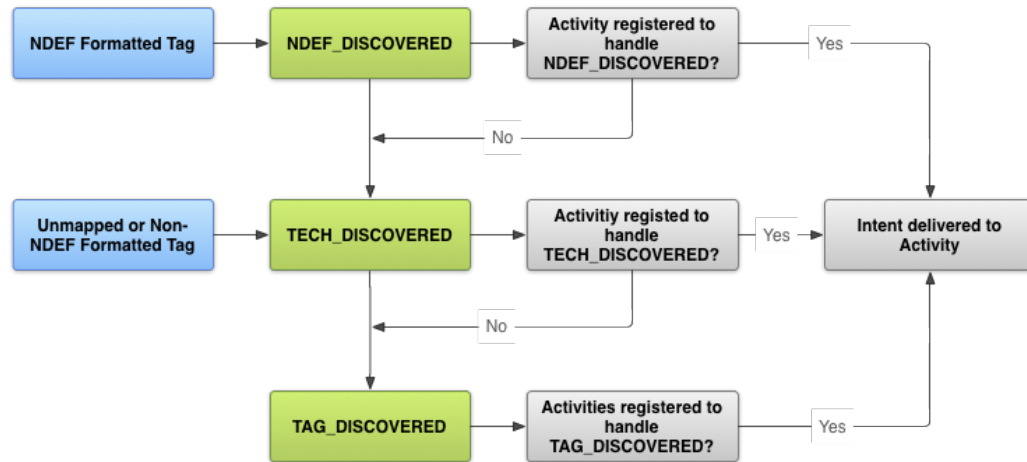 NDEF Formatted Tag
NDEF_DISCOVERED
Activity registered to
handle
NDEF_DISCOVERED?
Yes
No
Unmapped or Non-
NDEF Formatted Tag
TECH_DISCOVERED
Activitiy registed to
handle
TECH_DISCOVERED?
Yes
Intent delivered to
Activity
No
TAG_DISCOVERED
Activities registered to
handle
TAG_DISCOVERED?
Yes